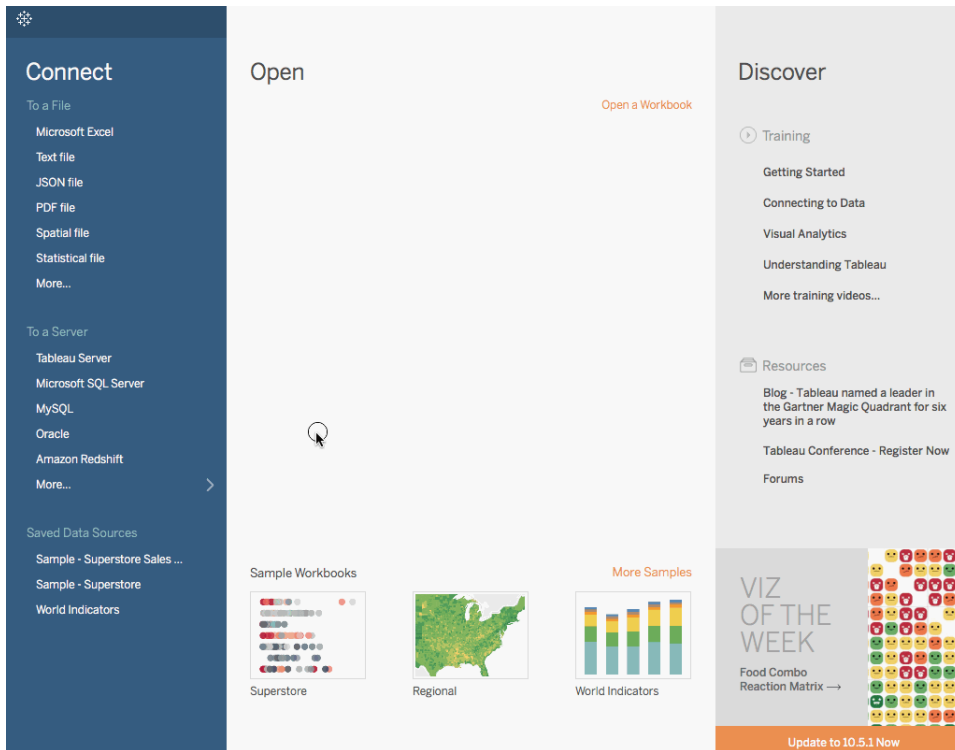 Connect
To a File
Microsoft Excel
Text file
JSON file
PDF file
Spatial file
Statistical file
More...
To a Server
Tableau Server
Microsoft SQL Server
MySQL
Oracle
Amazon Redshift
More...
Saved Data Sources
Sample - Superstore Sales ...
Sample - Superstore
World Indicators
Open
Open a Workbook
Sample Workbooks
More Samples
Superstore
Regional
World Indicators
Discover
Training
Getting Started
Connecting to Data
Visual Analytics
Understanding Tableau
More training videos...
Resources
Blog - Tableau named a leader in
the Gartner Magic Quadrant for six
years in a row
Tableau Conference - Register Now
Forums
VIZ
OF THE
WEEK
Food Combo
Reaction Matrix →
Update to 10.5.1 Now